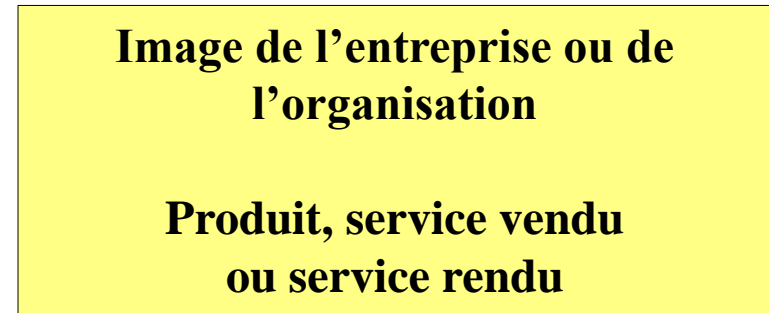 Image de l’entreprise ou de
l’organisation
Produit, service vendu
ou service rendu